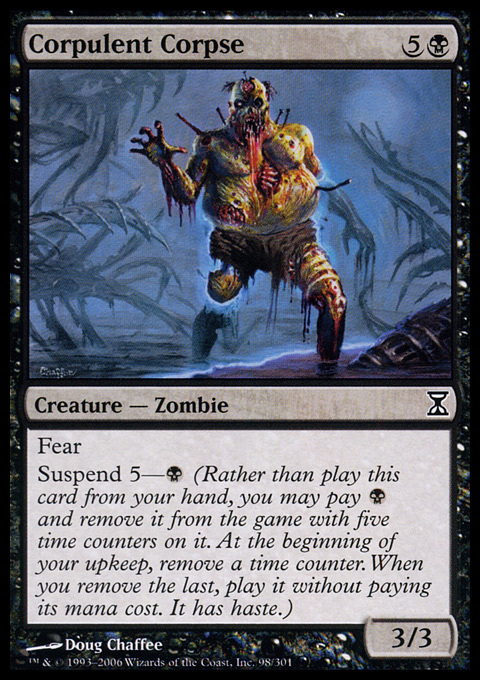 Corpulent Corpse 5
Chaffee
Creature — Zombie
Fear
Suspend 5— (Rather than play this
card from your hand, you may pay
and remove it from the game with five
time counters on it. At the beginning of
your upkeep, remove a time counter. When
you remove the last, play it without paying
its mana cost. It has haste.)
Doug Chaffee
3/3
™ & © 1993–2006 Wizards of the Coast, Inc. 98/301